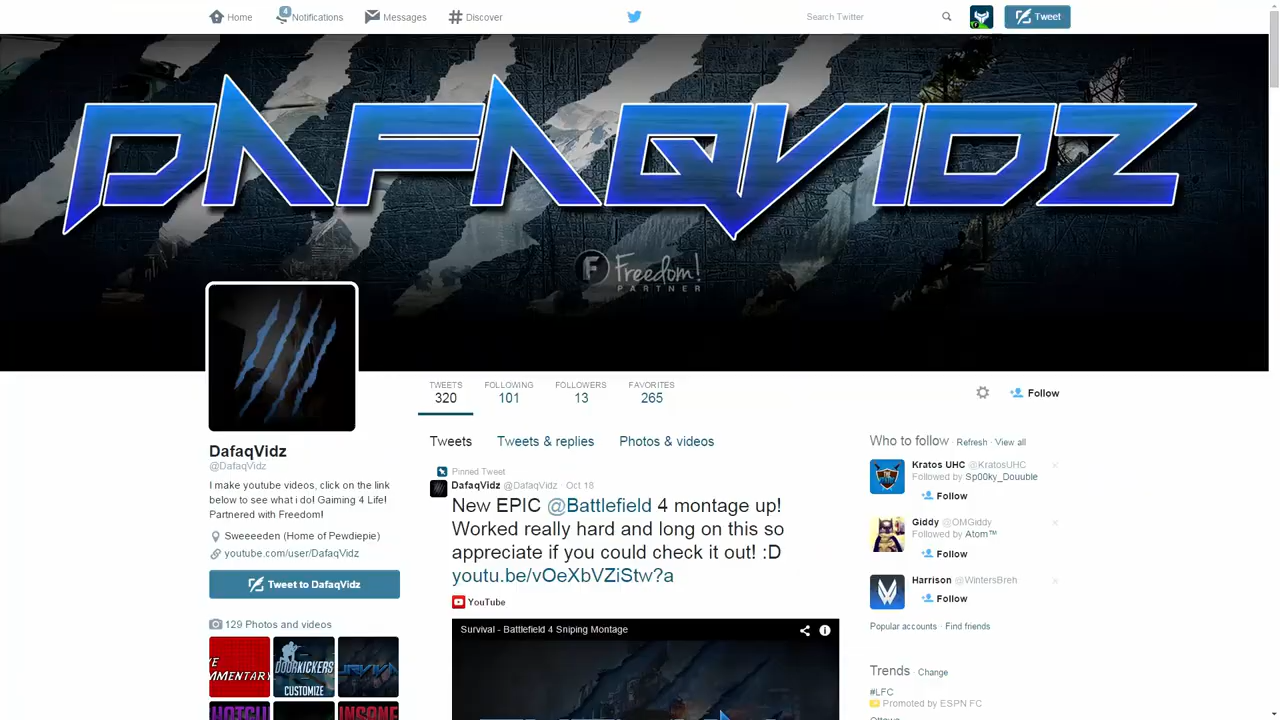 Home
4
Notifications
Messages
Discover
Search Twitter
Tweet
DAFAQVIDZ
F Freedom!
PARTNER
TWEETS
320
FOLLOWING
101
FOLLOWERS
13
FAVORITES
265
Follow
DafaqVidz
@DafaqVidz
I make youtube videos, click on the link
below to see what i do! Gaiming 4 Life!
Partnered with Freedom!
Sweeeeden (Home of Pewdiepie)
youtube.com/user/DafaqVidz
Tweet to DafaqVidz
129 Photos and videos
COMMENTARY
DOORKICKERS
CUSTOMIZE
INSANE
Tweets
Tweets & replies
Photos & videos
Pinned Tweet
DafaqVidz @DafaqVidz · Oct 18
New EPIC @Battlefield 4 montage up!
Worked really hard and long on this so
appreciate if you could check it out! :D
youtu.be/vOeXbVZiStw?a
YouTube
Survival - Battlefield 4 Sniping Montage
Who to follow · Refresh · View all
Kratos UHC @KratosUHC
Followed by Sp00ky_Douuble
Follow
Giddy @OMGiddy
Followed by Atom™
Follow
Harrison @WintersBreh
Follow
Popular accounts · Find friends
Trends · Change
#LFC
Promoted by ESPN FC